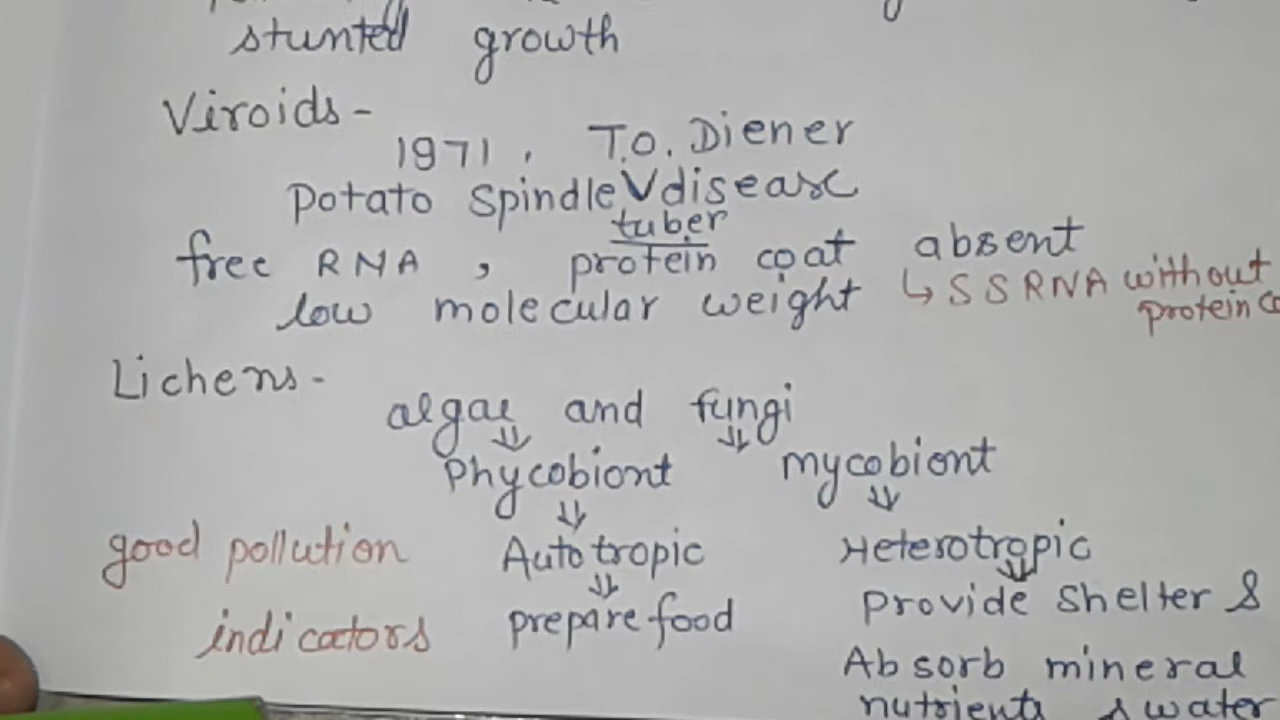 stunted growth
Viroids -
1971, T.O. Diener
Potato Spindle V disease
tuber
free RNA, protein coat absent
↳ SSRNA without
protein
low molecular weight
Lichens -
algae and fungi
⇓ ⇓
Phycobiont mycobiont
⇓ ⇓
good pollution Autotropic Heterotropic
⇓ ⇓
indicators prepare food provide shelter &
Absorb mineral
nutrients & water